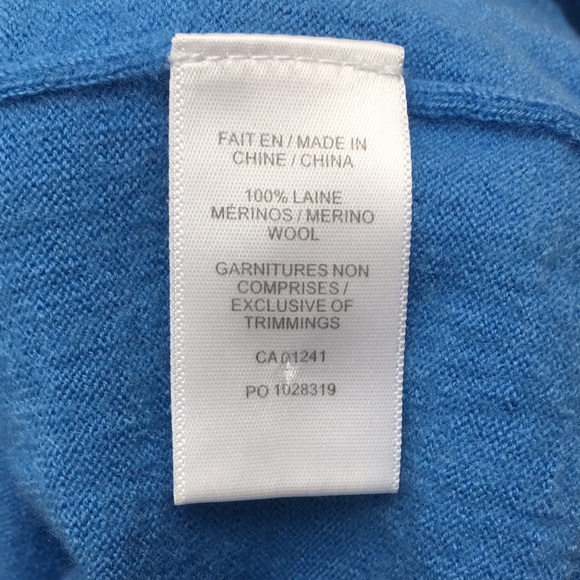 FAIT EN / MADE IN
CHINE / CHINA
100% LAINE
MÉRINOS / MERINO
WOOL
GARNITURES NON
COMPRISES /
EXCLUSIVE OF
TRIMMINGS
CA 01241
PO 1028319